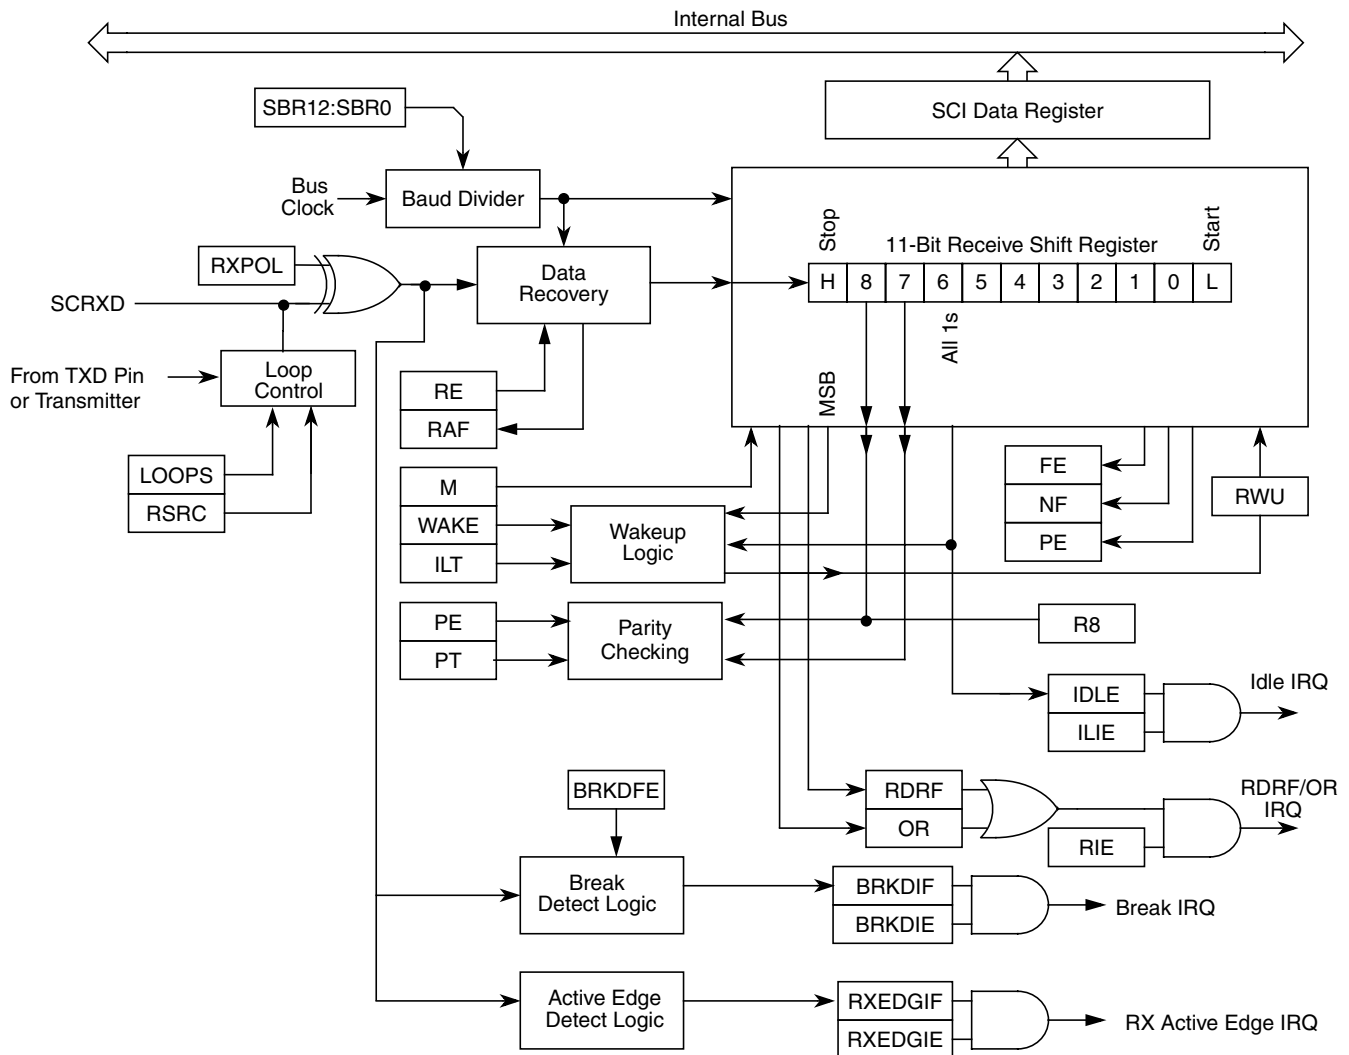 Internal Bus
SBR12:SBR0
SCI Data Register
Bus
Clock
Baud Divider
Stop
11-Bit Receive Shift Register
Start
RXPOL
Data
Recovery
H 8 7 6 5 4 3 2 1 0 L
SCRXD
All 1s
From TXD Pin
or Transmitter
Loop
Control
MSB
RE
RAF
LOOPS
RSRC
M
WAKE
ILT
Wakeup
Logic
FE
NF
PE
RWU
PE
PT
Parity
Checking
R8
IDLE
ILIE
Idle IRQ
BRKDFE
RDRF
OR
RIE
RDRF/OR
IRQ
Break
Detect Logic
BRKDIF
BRKDIE
Break IRQ
Active Edge
Detect Logic
RXEDGIF
RXEDGIE
RX Active Edge IRQ